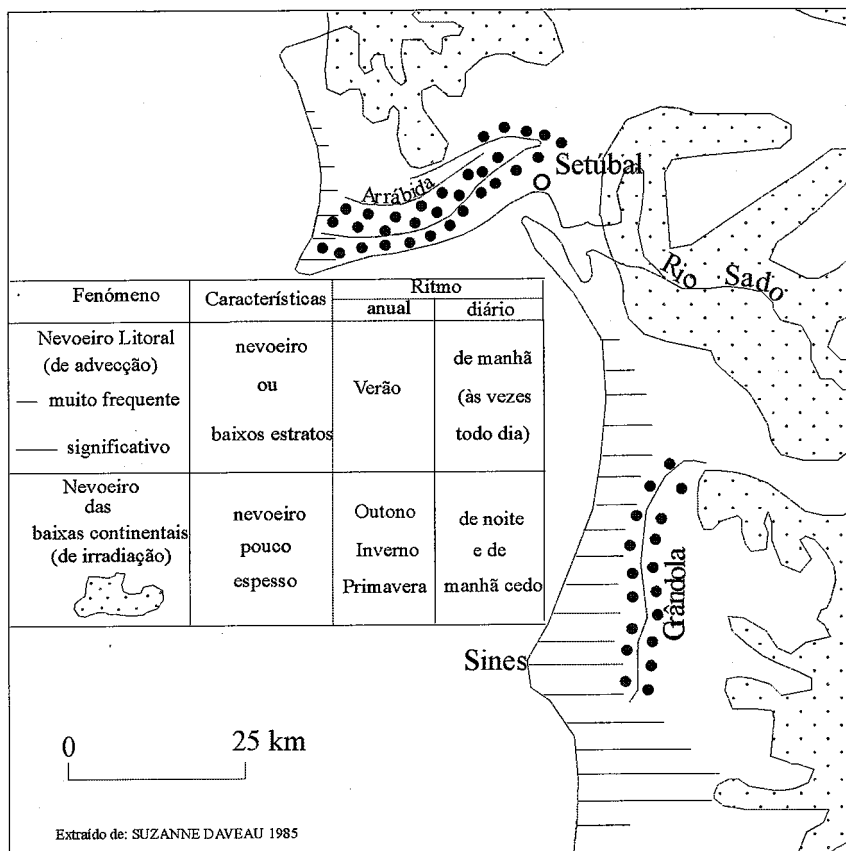 Arrábida
Setúbal
Rio Sado
Fenómeno
Características
Ritmo
anual
diário
Nevoeiro Litoral
(de advecção)
muito frequente
significativo
nevoeiro
ou
baixos estratos
Verão
de manhã
(às vezes
todo dia)
Nevoeiro
das
baixas continentais
(de irradiação)
nevoeiro
pouco
espesso
Outono
Inverno
Primavera
de noite
e de
manhã cedo
Grândola
Sines
0 25 km
Extraído de: SUZANNE DAVEAU 1985